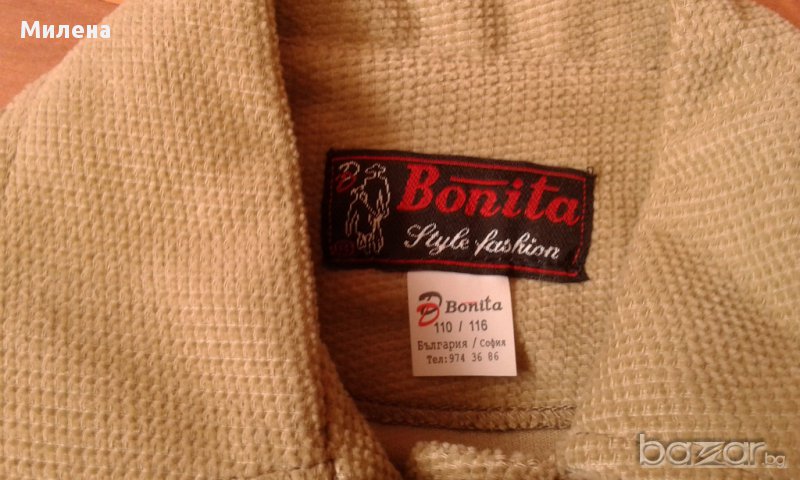 Милена
Bonita
Style fashion
Bonita
110 / 116
България / София
Тел: 974 36 86
bazar.bg